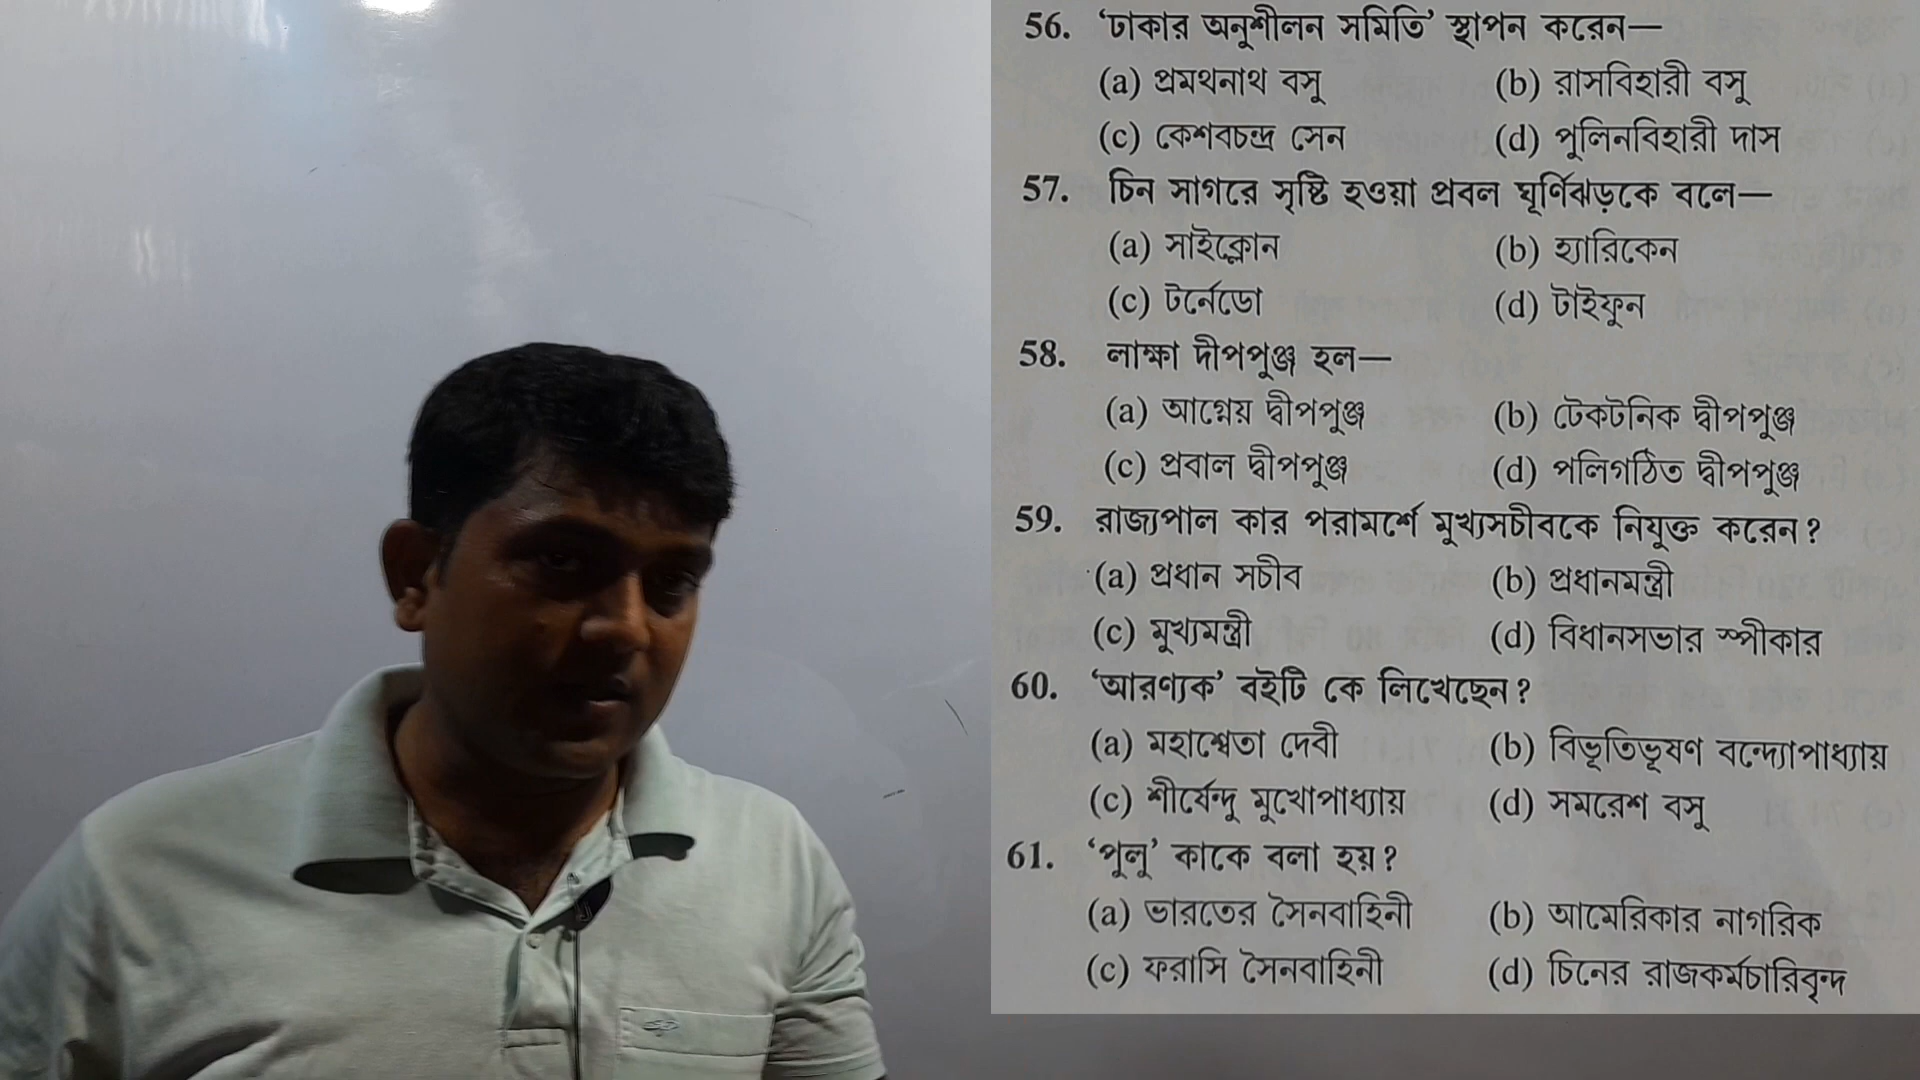 56. ‘ঢাকার অনুশীলন সমিতি’ স্থাপন করেন—
(a) প্রমথনাথ বসু (b) রাসবিহারী বসু
(c) কেশবচন্দ্র সেন (d) পুলিনবিহারী দাস
57. চিন সাগরে সৃষ্টি হওয়া প্রবল ঘূর্ণিঝড়কে বলে—
(a) সাইক্লোন (b) হ্যারিকেন
(c) টর্নেডো (d) টাইফুন
58. লাক্ষা দীপপুঞ্জ হল—
(a) আগ্নেয় দ্বীপপুঞ্জ (b) টেকটনিক দ্বীপপুঞ্জ
(c) প্রবাল দ্বীপপুঞ্জ (d) পলিগঠিত দ্বীপপুঞ্জ
59. রাজ্যপাল কার পরামর্শে মুখ্যসচীবকে নিযুক্ত করেন?
(a) প্রধান সচীব (b) প্রধানমন্ত্রী
(c) মুখ্যমন্ত্রী (d) বিধানসভার স্পীকার
60. ‘আরণ্যক’ বইটি কে লিখেছেন?
(a) মহাশ্বেতা দেবী (b) বিভূতিভূষণ বন্দ্যোপাধ্যায়
(c) শীর্ষেন্দু মুখোপাধ্যায় (d) সমরেশ বসু
61. ‘পুলু’ কাকে বলা হয়?
(a) ভারতের সৈনবাহিনী (b) আমেরিকার নাগরিক
(c) ফরাসি সৈনবাহিনী (d) চিনের রাজকর্মচারিবৃন্দ